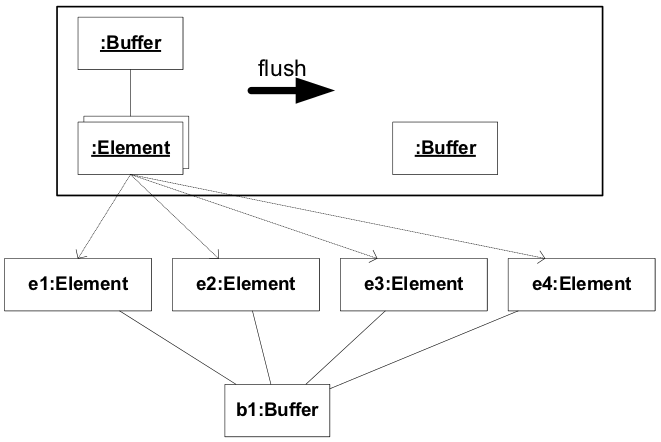 :Buffer
flush
:Element
:Buffer
e1:Element
e2:Element
e3:Element
e4:Element
b1:Buffer